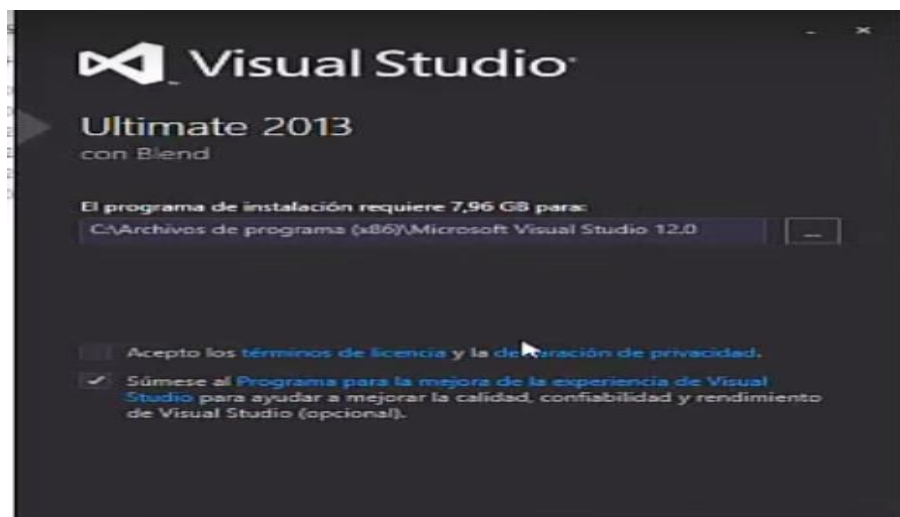 Visual Studio
Ultimate 2013
con Blend
El programa de instalación requiere 7,96 GB para:
C:\Archivos de programa (x86)\Microsoft Visual Studio 12.0
...
Acepto los términos de licencia y la declaración de privacidad.
Súmese al Programa para la mejora de la experiencia de Visual
Studio para ayudar a mejorar la calidad, confiabilidad y rendimiento
de Visual Studio (opcional).